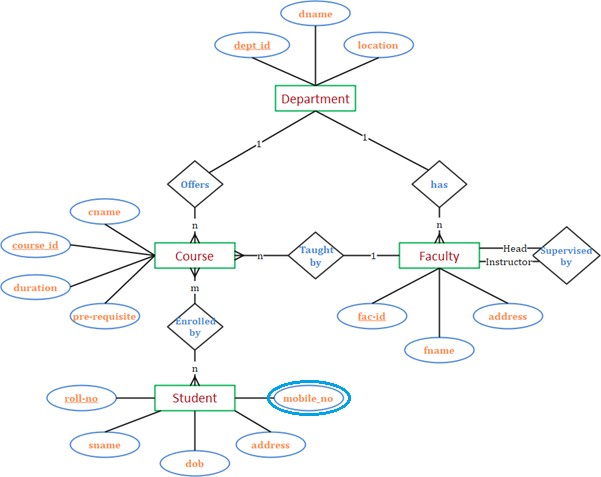 dname
dept_id
location
Department
1
1
Offers
has
n
n
cname
course_id
duration
pre-requisite
Course
n
Taught
by
1
Faculty
Head
Instructor
Supervised
by
m
Enrolled
by
n
fac-id
fname
address
roll-no
Student
mobile_no
sname
dob
address